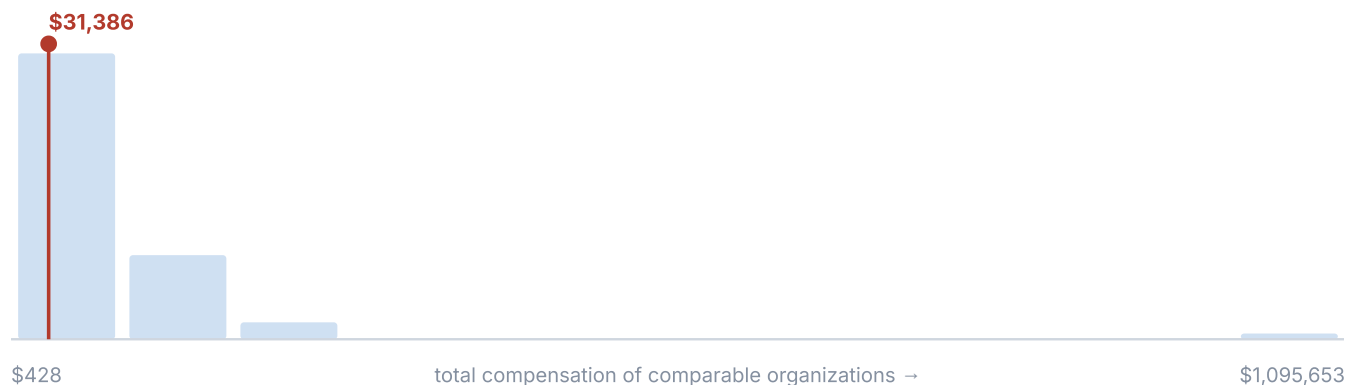 $31,386
$428 total compensation of comparable organizations → $1,095,653